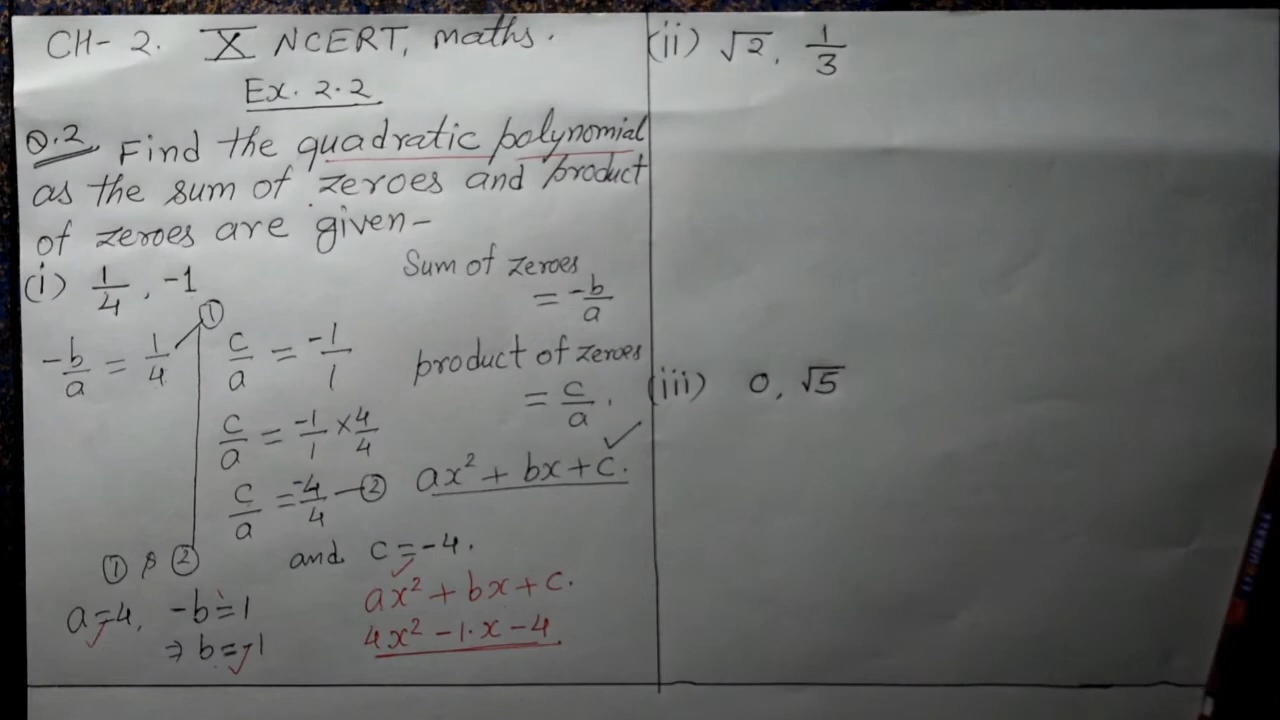 CH- 2. X NCERT, maths.
Ex. 2.2
Q.2. Find the quadratic polynomial
as the sum of zeroes and product
of zeroes are given-
(i) 1/4, -1
Sum of zeroes
= -b/a
-b/a = 1/4 ①
c/a = -1/1
product of zeroes
= c/a.
c/a = -1/1 × 4/4
c/a = -4/4 - ②
ax² + bx + c.
① & ②
and c = -4.
a = 4, -b = 1
⇒ b = -1
ax² + bx + c.
4x² - 1.x - 4
(ii) √2, 1/3
(iii) 0, √5